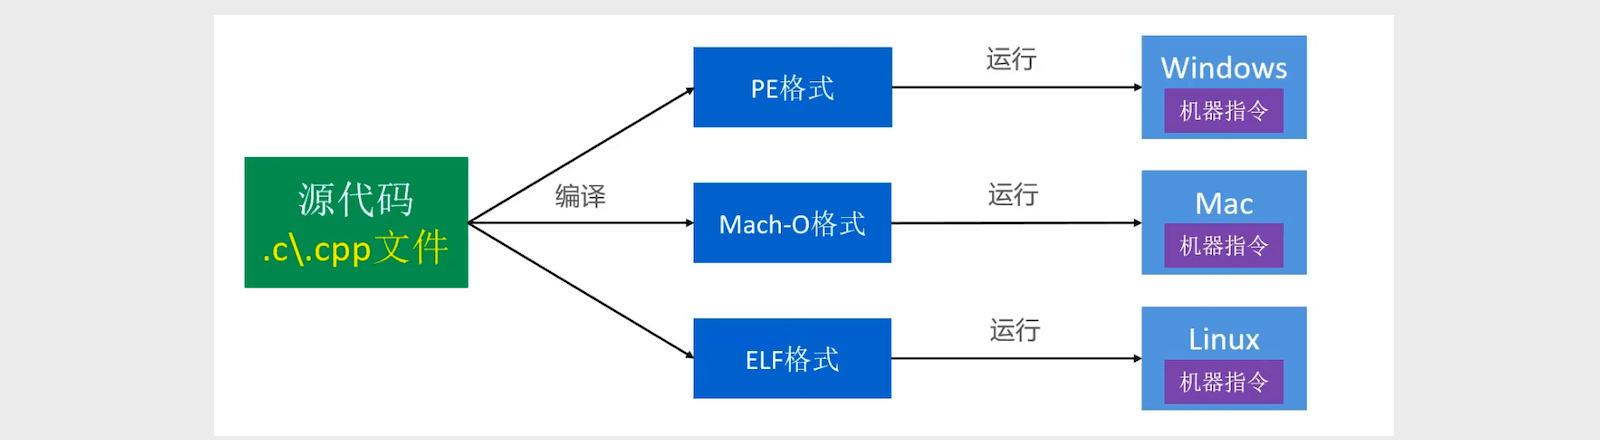 源代码
.c\.cpp文件
编译
PE格式
运行
Windows
机器指令
Mach-O格式
运行
Mac
机器指令
ELF格式
运行
Linux
机器指令